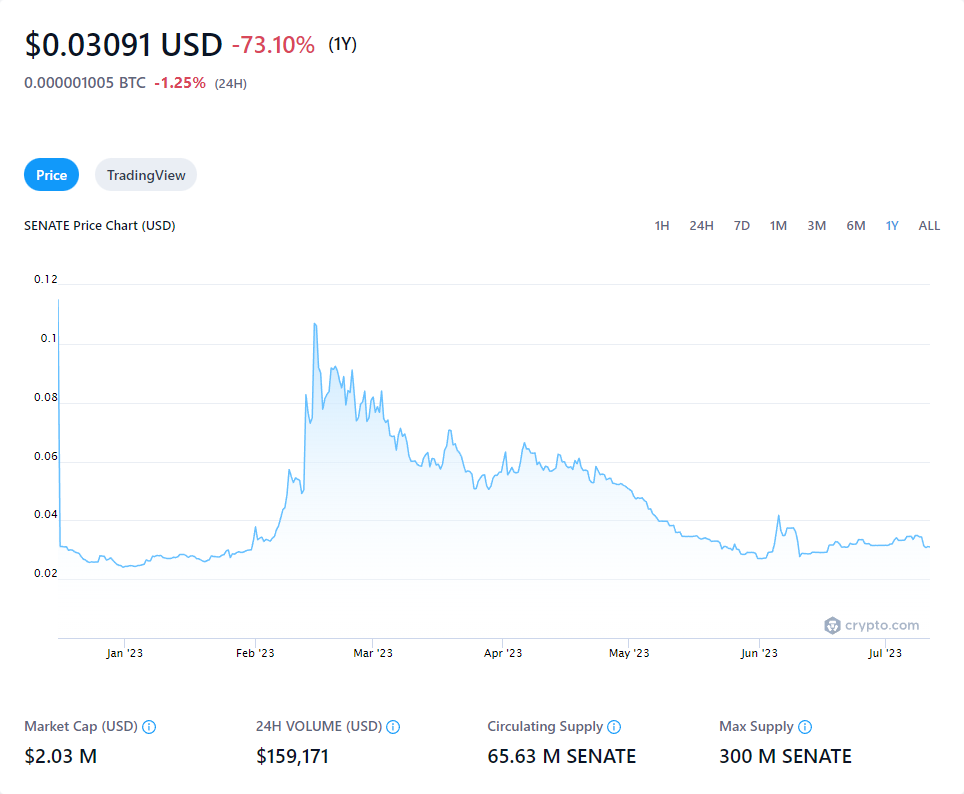 $0.03091 USD -73.10% (1Y)
0.000001005 BTC -1.25% (24H)
Price TradingView
SENATE Price Chart (USD) 1H 24H 7D 1M 3M 6M 1Y ALL
0.12
0.1
0.08
0.06
0.04
0.02
crypto.com
Jan '23 Feb '23 Mar '23 Apr '23 May '23 Jun '23 Jul '23
Market Cap (USD) 24H VOLUME (USD) Circulating Supply Max Supply
$2.03 M $159,171 65.63 M SENATE 300 M SENATE